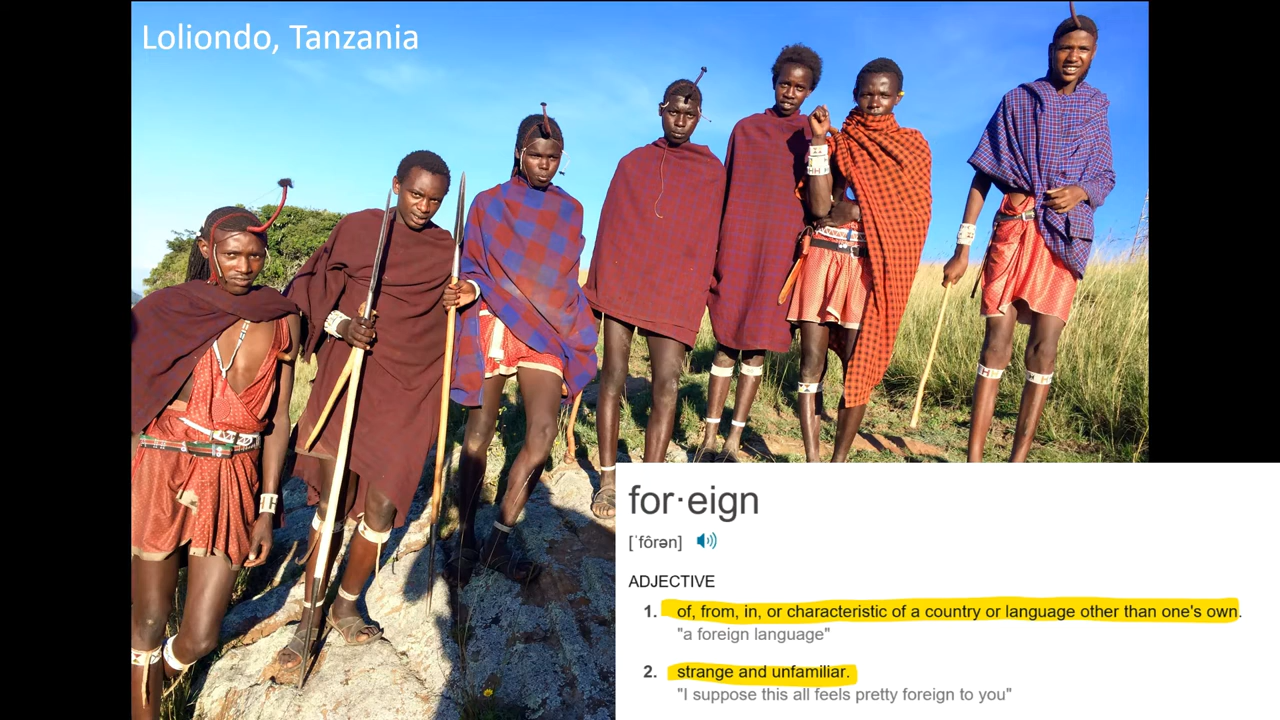 Loliondo, Tanzania
for·eign
[ˈfôrən]
ADJECTIVE
1. of, from, in, or characteristic of a country or language other than one's own.
"a foreign language"
2. strange and unfamiliar.
"I suppose this all feels pretty foreign to you"